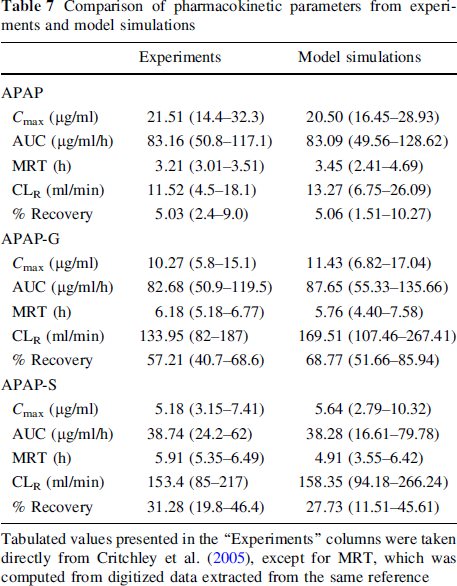 Table 7 Comparison of pharmacokinetic parameters from experi-
ments and model simulations
Experiments Model simulations
APAP
Cmax (μg/ml) 21.51 (14.4–32.3) 20.50 (16.45–28.93)
AUC (μg/ml/h) 83.16 (50.8–117.1) 83.09 (49.56–128.62)
MRT (h) 3.21 (3.01–3.51) 3.45 (2.41–4.69)
CLR (ml/min) 11.52 (4.5–18.1) 13.27 (6.75–26.09)
% Recovery 5.03 (2.4–9.0) 5.06 (1.51–10.27)
APAP-G
Cmax (μg/ml) 10.27 (5.8–15.1) 11.43 (6.82–17.04)
AUC (μg/ml/h) 82.68 (50.9–119.5) 87.65 (55.33–135.66)
MRT (h) 6.18 (5.18–6.77) 5.76 (4.40–7.58)
CLR (ml/min) 133.95 (82–187) 169.51 (107.46–267.41)
% Recovery 57.21 (40.7–68.6) 68.77 (51.66–85.94)
APAP-S
Cmax (μg/ml) 5.18 (3.15–7.41) 5.64 (2.79–10.32)
AUC (μg/ml/h) 38.74 (24.2–62) 38.28 (16.61–79.78)
MRT (h) 5.91 (5.35–6.49) 4.91 (3.55–6.42)
CLR (ml/min) 153.4 (85–217) 158.35 (94.18–266.24)
% Recovery 31.28 (19.8–46.4) 27.73 (11.51–45.61)
Tabulated values presented in the “Experiments” columns were taken
directly from Critchley et al. (2005), except for MRT, which was
computed from digitized data extracted from the same reference